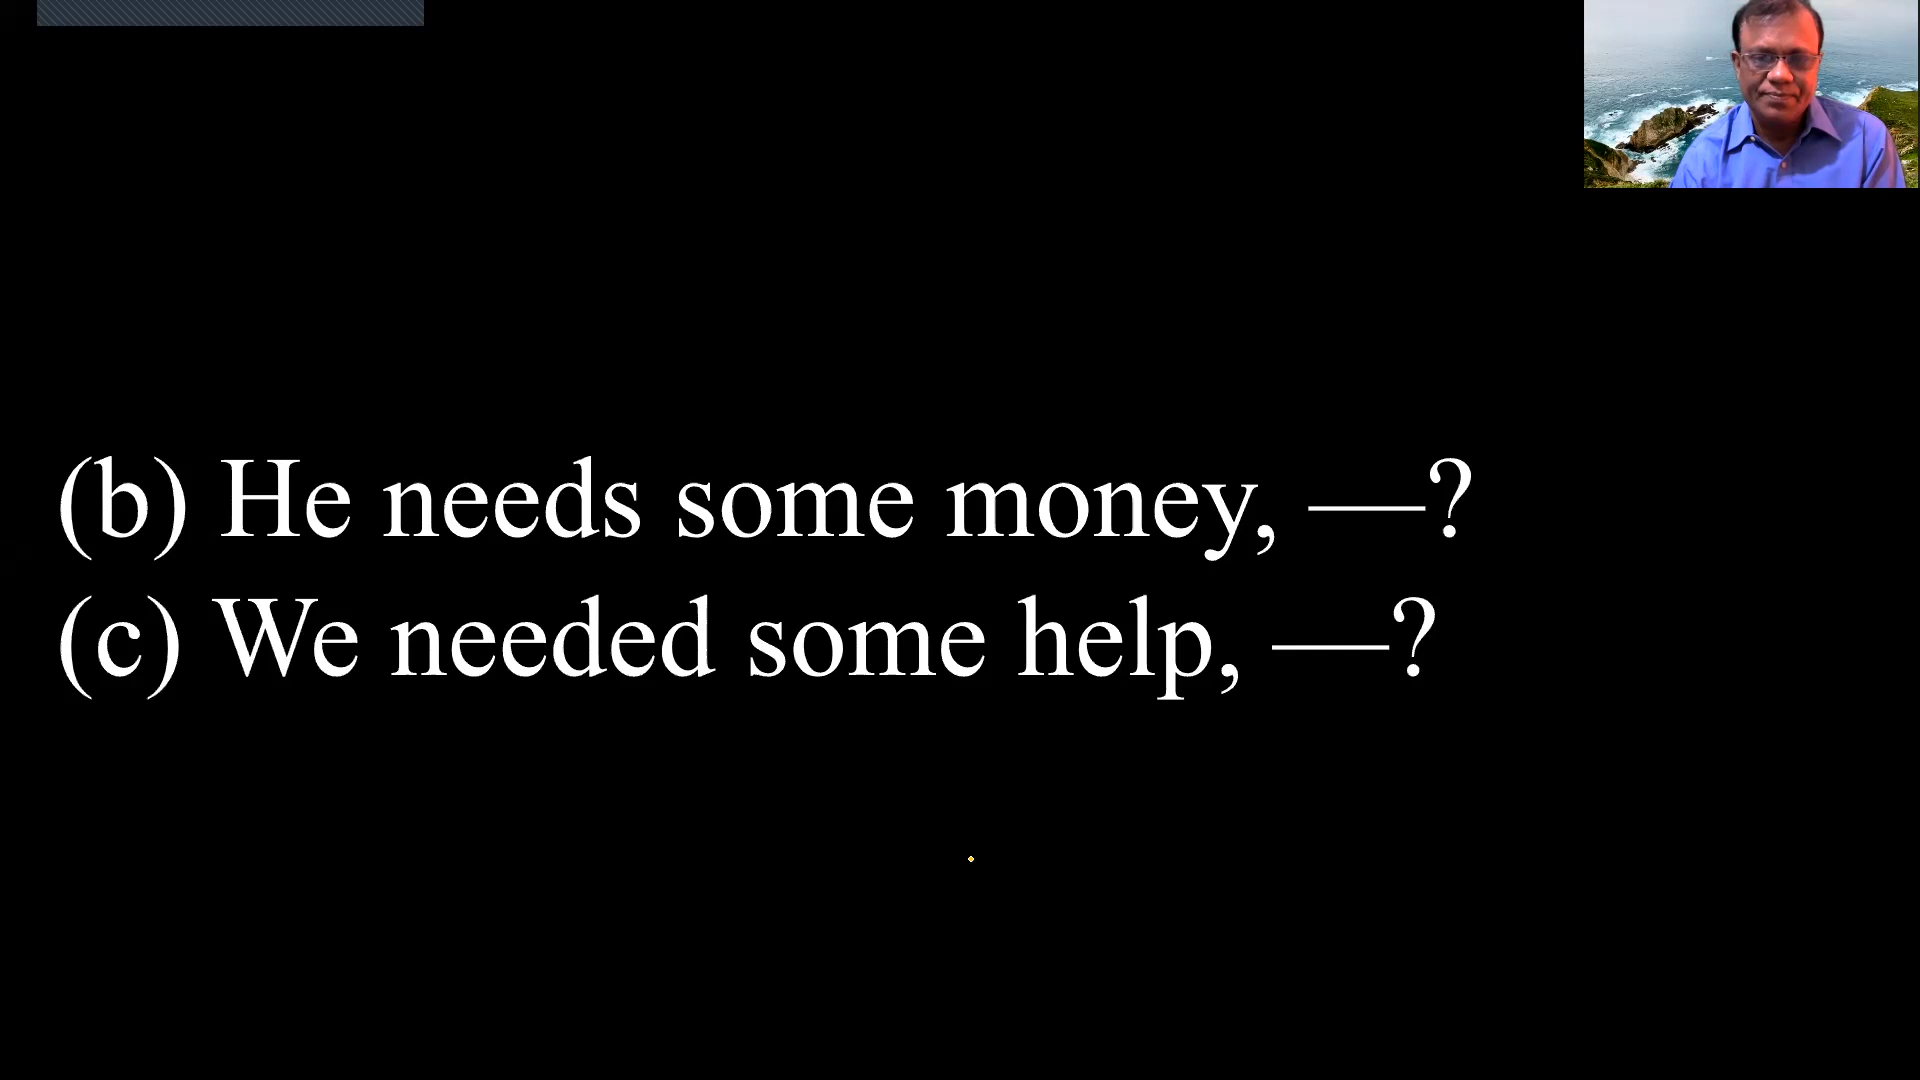 (b) He needs some money, —?
(c) We needed some help, —?